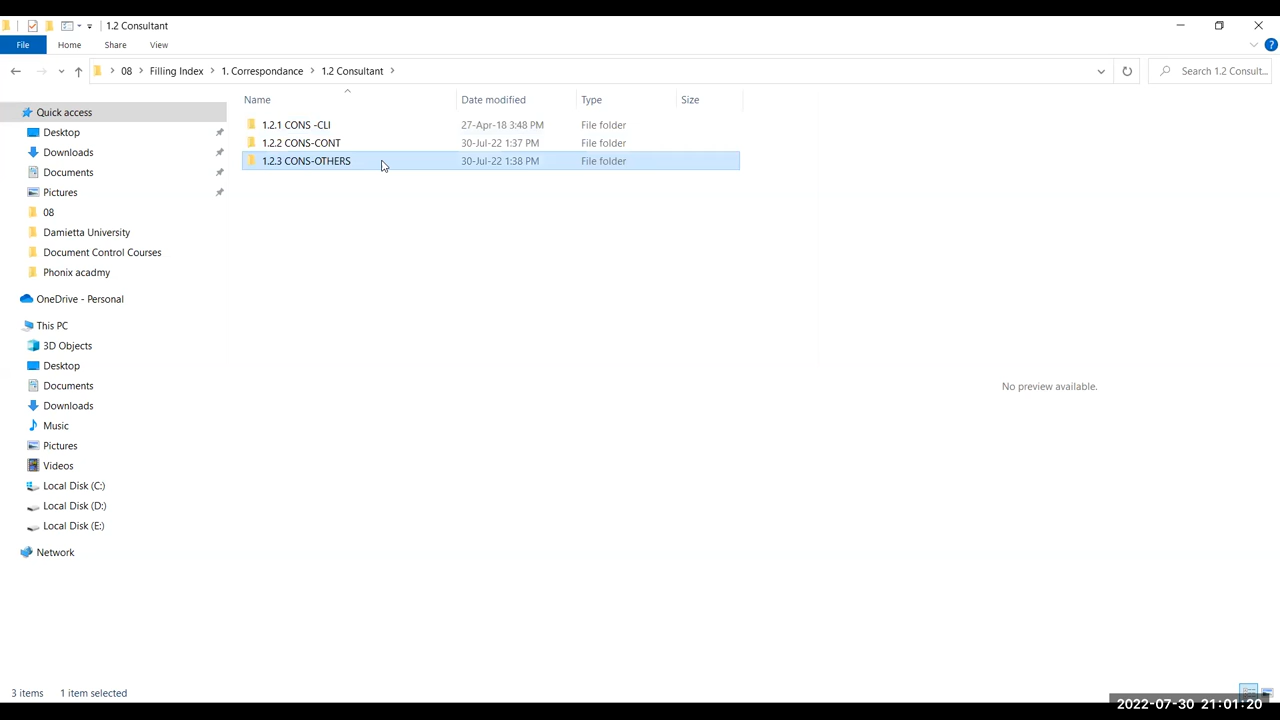 1.2 Consultant
File Home Share View
08 Filling Index 1. Correspondance 1.2 Consultant Search 1.2 Consult...
Name Date modified Type Size
1.2.1 CONS -CLI 27-Apr-18 3:48 PM File folder
1.2.2 CONS-CONT 30-Jul-22 1:37 PM File folder
1.2.3 CONS-OTHERS 30-Jul-22 1:38 PM File folder
Quick access
Desktop
Downloads
Documents
Pictures
08
Damietta University
Document Control Courses
Phonix acadmy
OneDrive - Personal
This PC
3D Objects
Desktop
Documents
Downloads
Music
Pictures
Videos
Local Disk (C:)
Local Disk (D:)
Local Disk (E:)
Network
No preview available.
3 items 1 item selected
2022-07-30 21:01:20